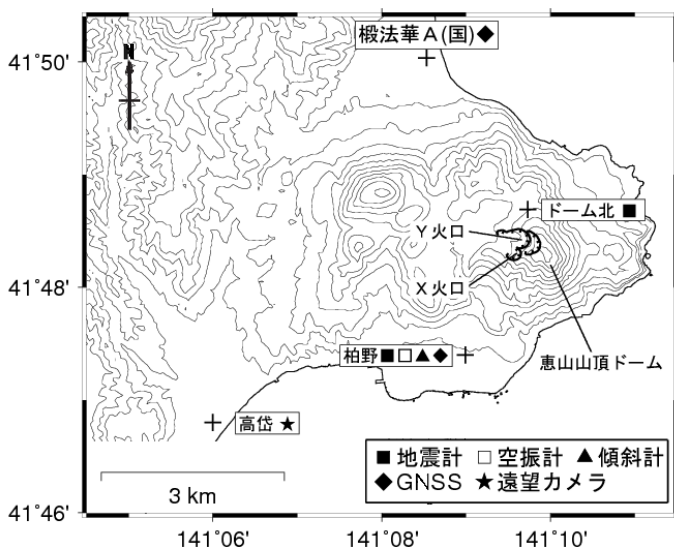 椴法華A(国)◆
41°50'
N
ドーム北 ■
Y 火口
X 火口
41°48'
恵山山頂ドーム
柏野■□▲◆
高岱 ★
■ 地震計 □ 空振計 ▲ 傾斜計
◆GNSS ★遠望カメラ
3 km
41°46'
141°06' 141°08' 141°10'